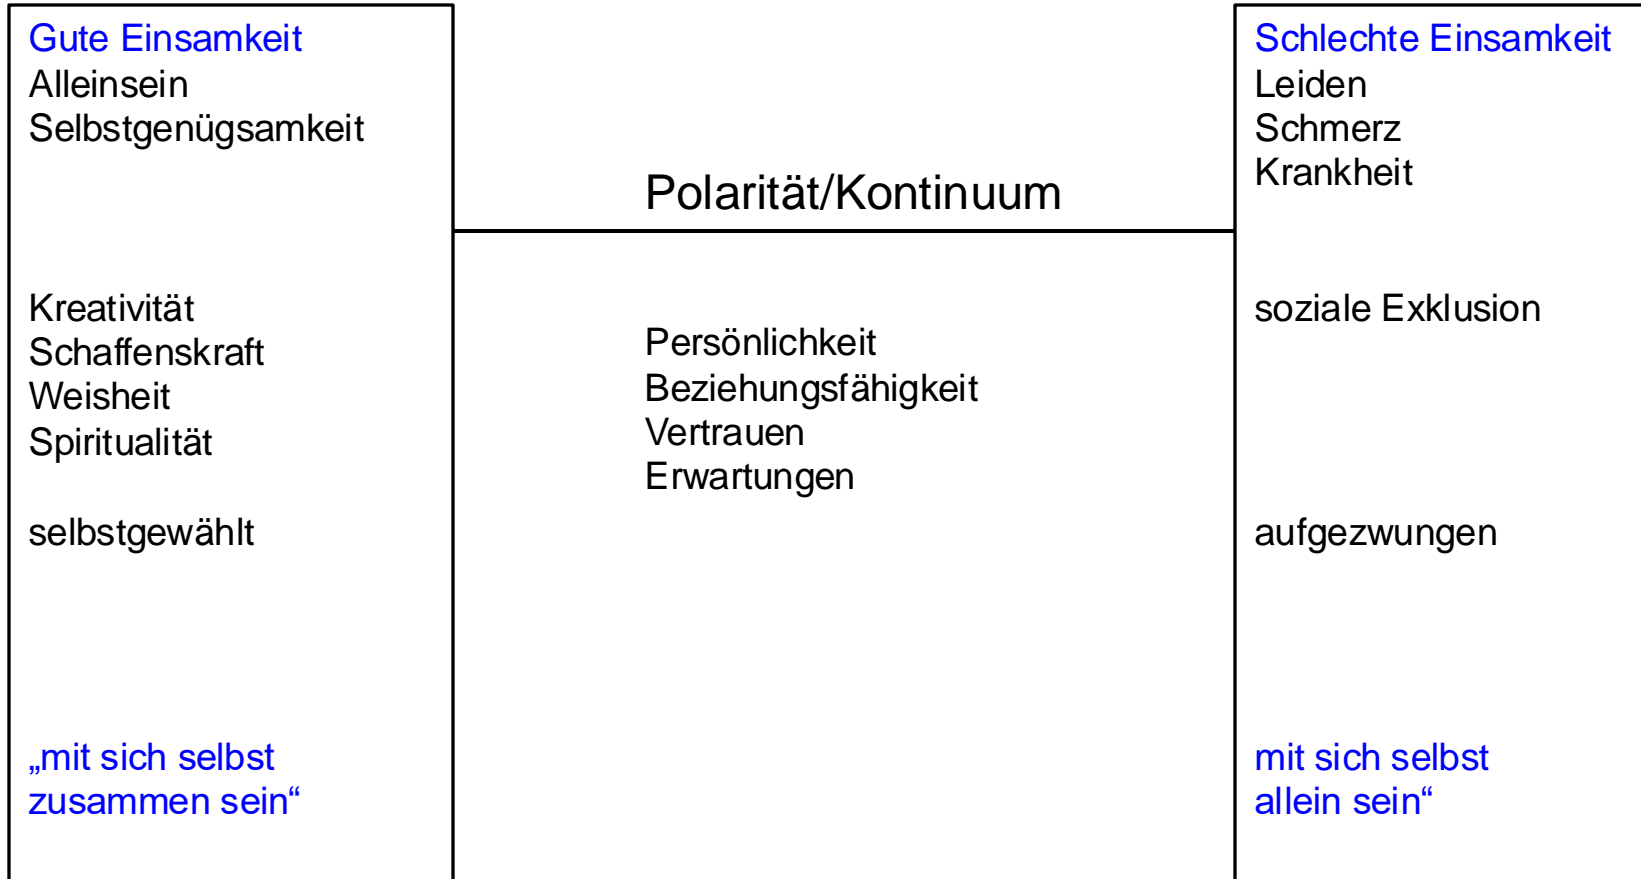 Gute Einsamkeit
Alleinsein
Selbstgenügsamkeit
Kreativität
Schaffenskraft
Weisheit
Spiritualität
selbstgewählt
„mit sich selbst
zusammen sein“
Polarität/Kontinuum
Persönlichkeit
Beziehungsfähigkeit
Vertrauen
Erwartungen
Schlechte Einsamkeit
Leiden
Schmerz
Krankheit
soziale Exklusion
aufgezwungen
mit sich selbst
allein sein“